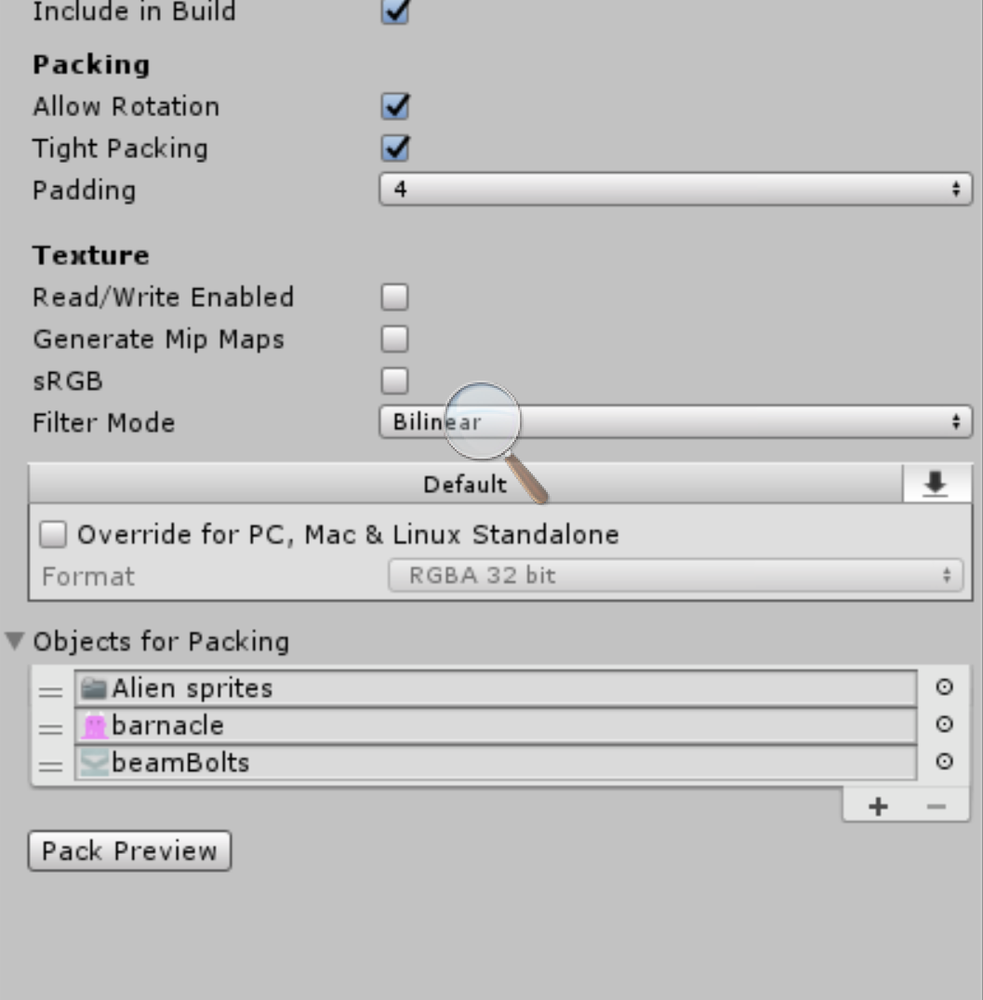 Include in Build
Packing
Allow Rotation
Tight Packing
Padding 4
Texture
Read/Write Enabled
Generate Mip Maps
sRGB
Filter Mode Bilinear
Default
Override for PC, Mac & Linux Standalone
Format RGBA 32 bit
Objects for Packing
Alien sprites
barnacle
beamBolts
+ −
Pack Preview